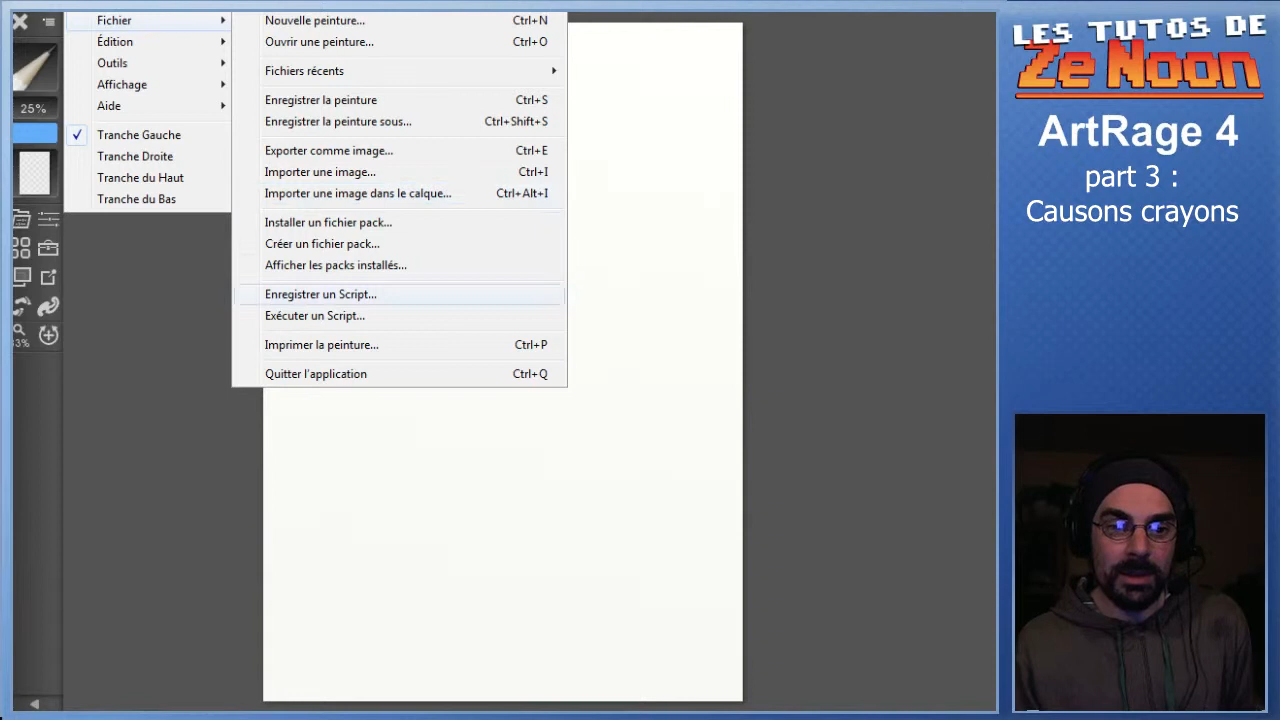 Fichier
Édition
Outils
Affichage
Aide
Tranche Gauche
Tranche Droite
Tranche du Haut
Tranche du Bas
Nouvelle peinture... Ctrl+N
Ouvrir une peinture... Ctrl+O
Fichiers récents
Enregistrer la peinture Ctrl+S
Enregistrer la peinture sous... Ctrl+Shift+S
Exporter comme image... Ctrl+E
Importer une image... Ctrl+I
Importer une image dans le calque... Ctrl+Alt+I
Installer un fichier pack...
Créer un fichier pack...
Afficher les packs installés...
Enregistrer un Script...
Exécuter un Script...
Imprimer la peinture... Ctrl+P
Quitter l'application Ctrl+Q
25%
LES TUTOS DE
Ze Noon
ArtRage 4
part 3 :
Causons crayons